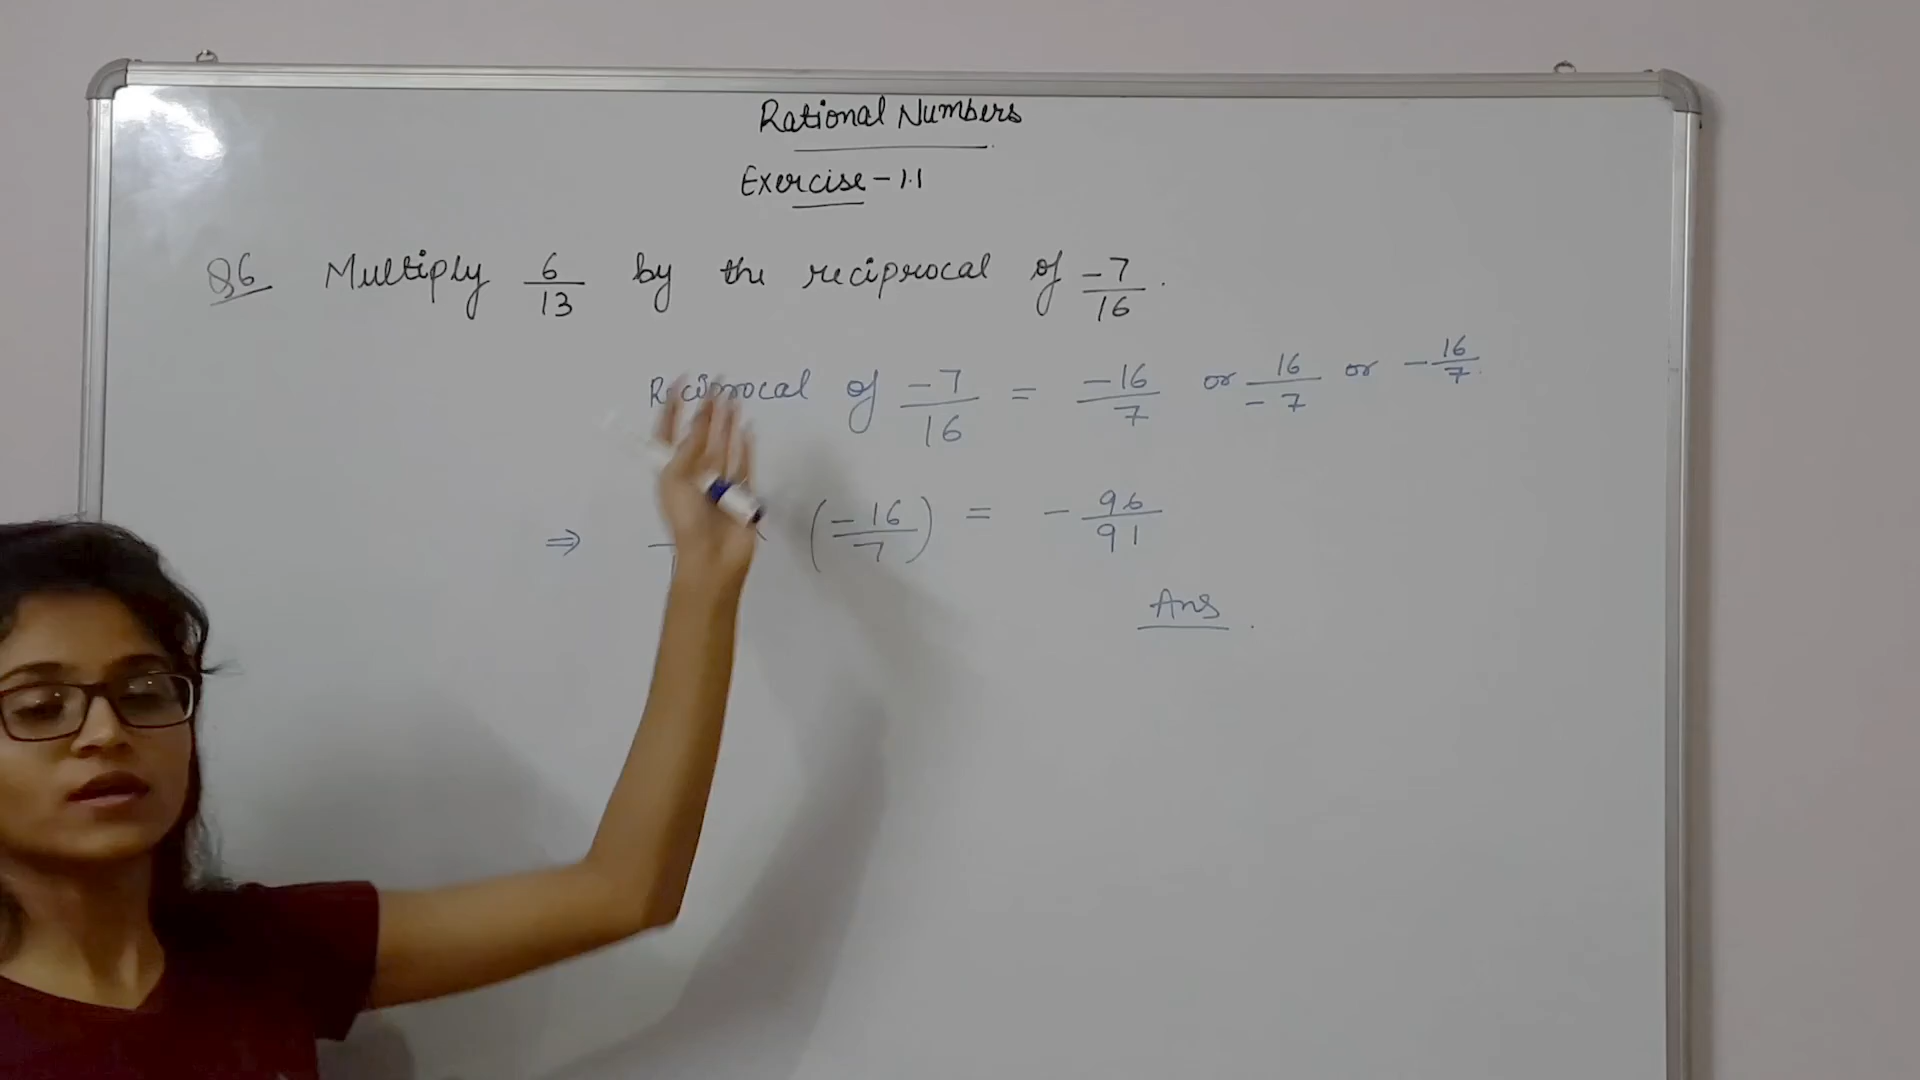 Rational Numbers
Exercise - 1.1
Q6 Multiply 6/13 by the reciprocal of -7/16.
Reciprocal of -7/16 = -16/7 or 16/-7 or -16/7.
⇒ (-16/7) = -96/91
Ans.